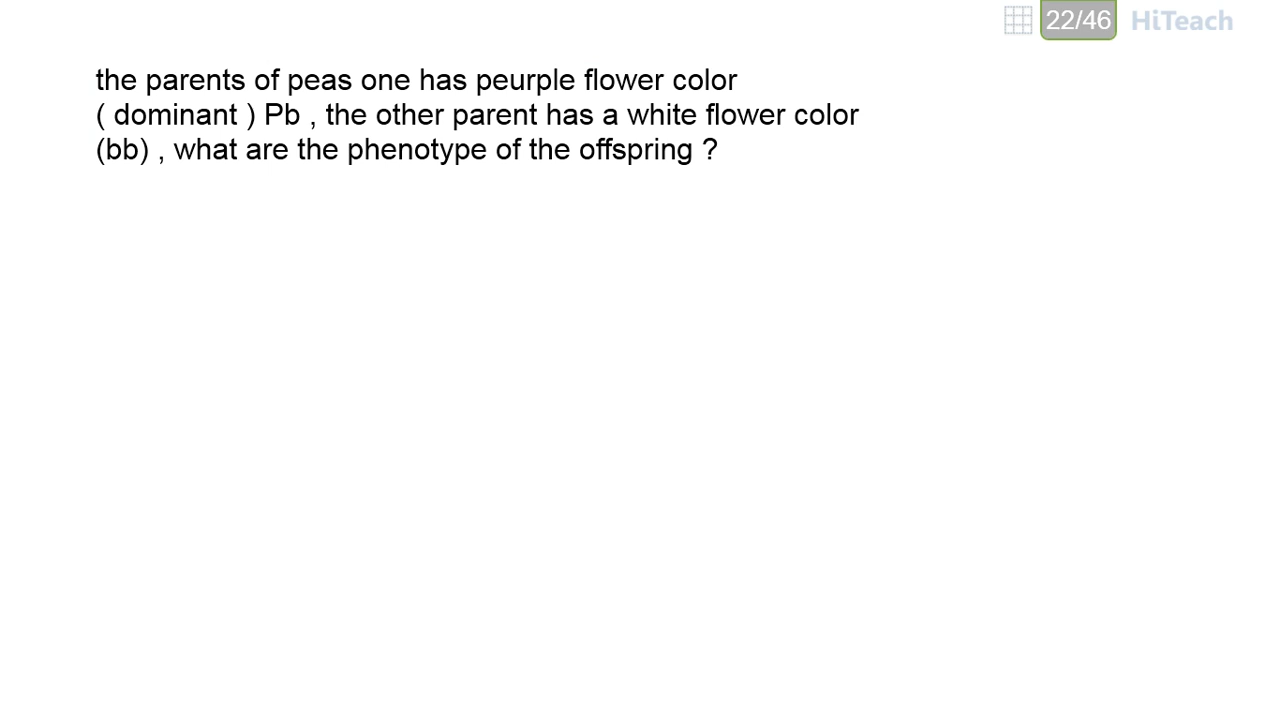 22/46 HiTeach
the parents of peas one has peurple flower color
( dominant ) Pb , the other parent has a white flower color
(bb) , what are the phenotype of the offspring ?